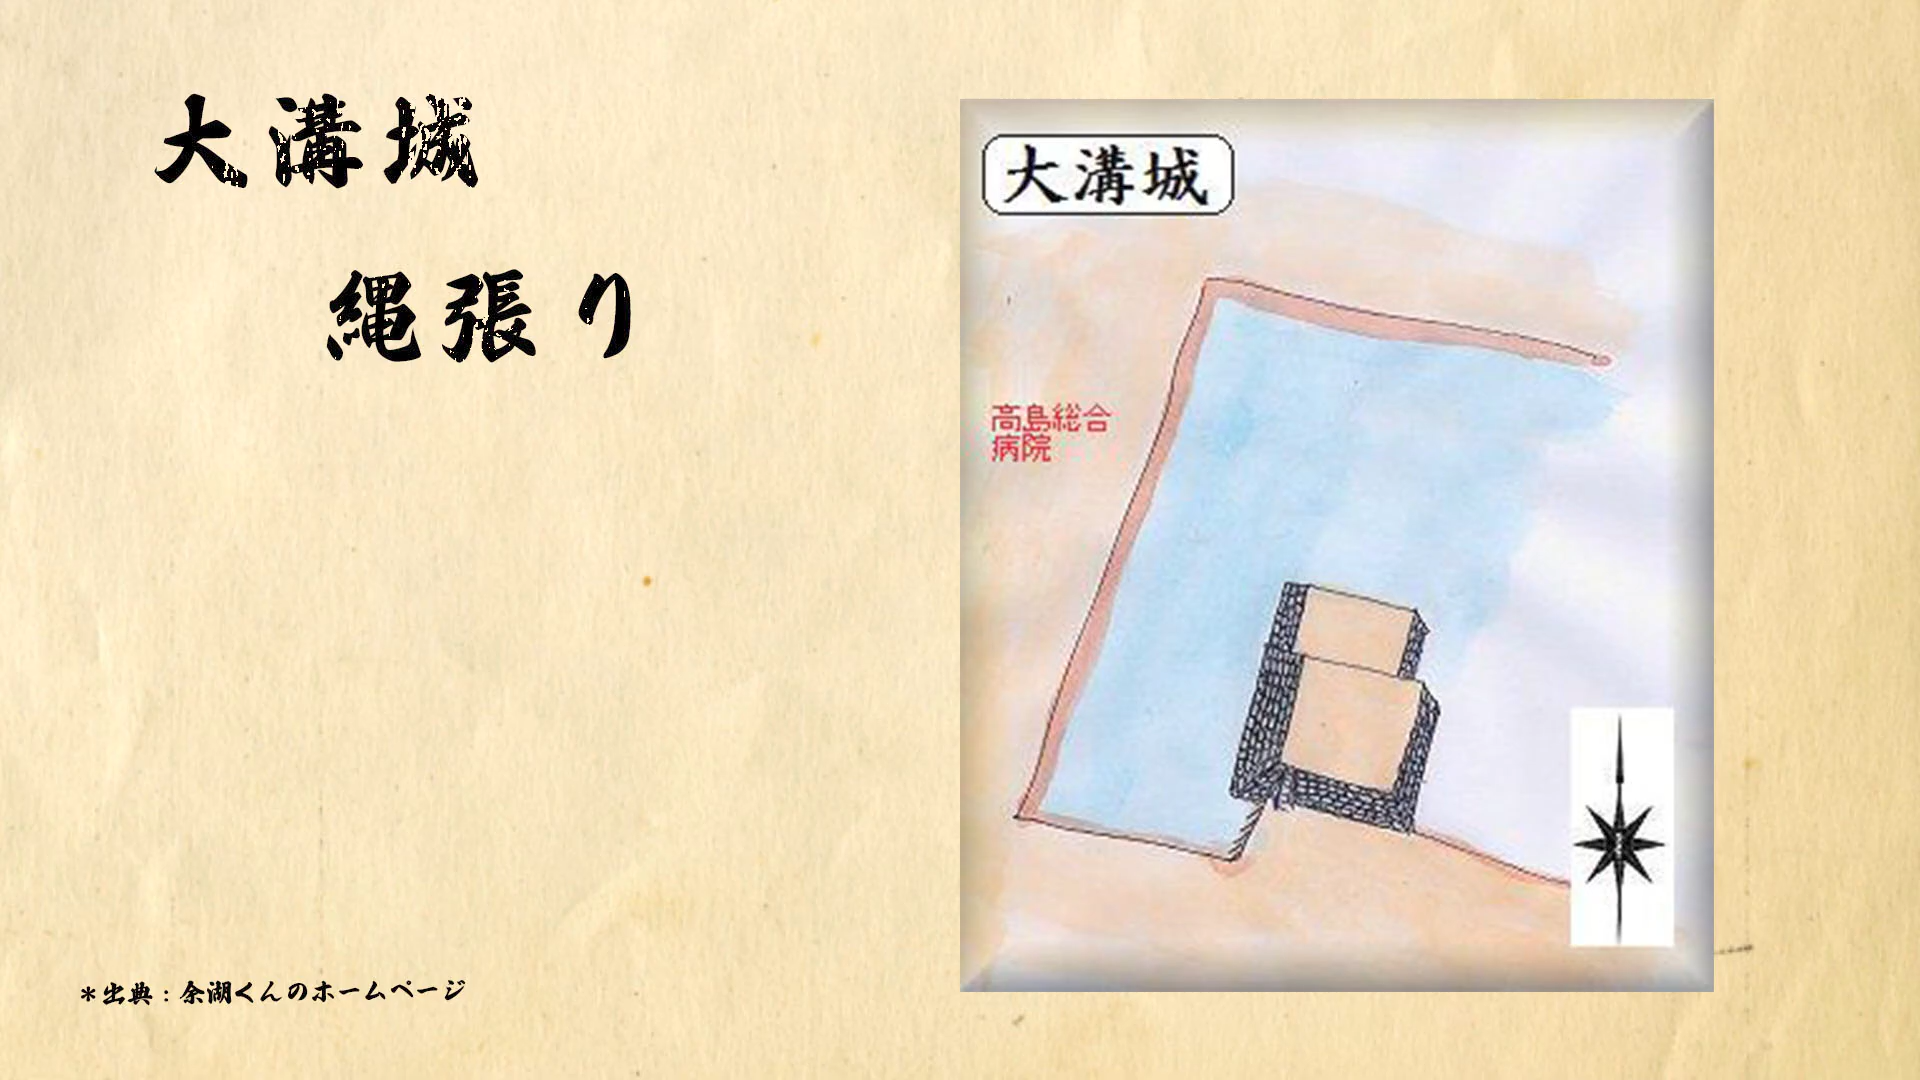 大溝城
縄張り
大溝城
高島総合
病院
*出典：余湖くんのホームページ